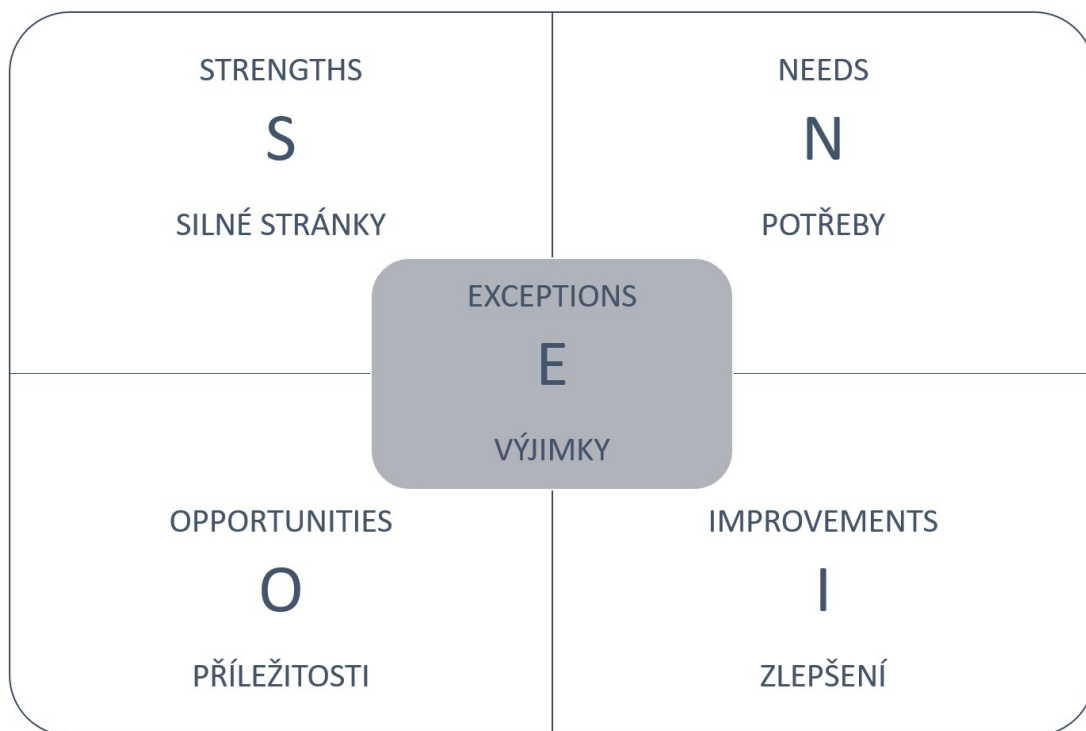 STRENGTHS
S
SILNÉ STRÁNKY
NEEDS
N
POTŘEBY
EXCEPTIONS
E
VÝJIMKY
OPPORTUNITIES
O
PŘÍLEŽITOSTI
IMPROVEMENTS
I
ZLEPŠENÍ